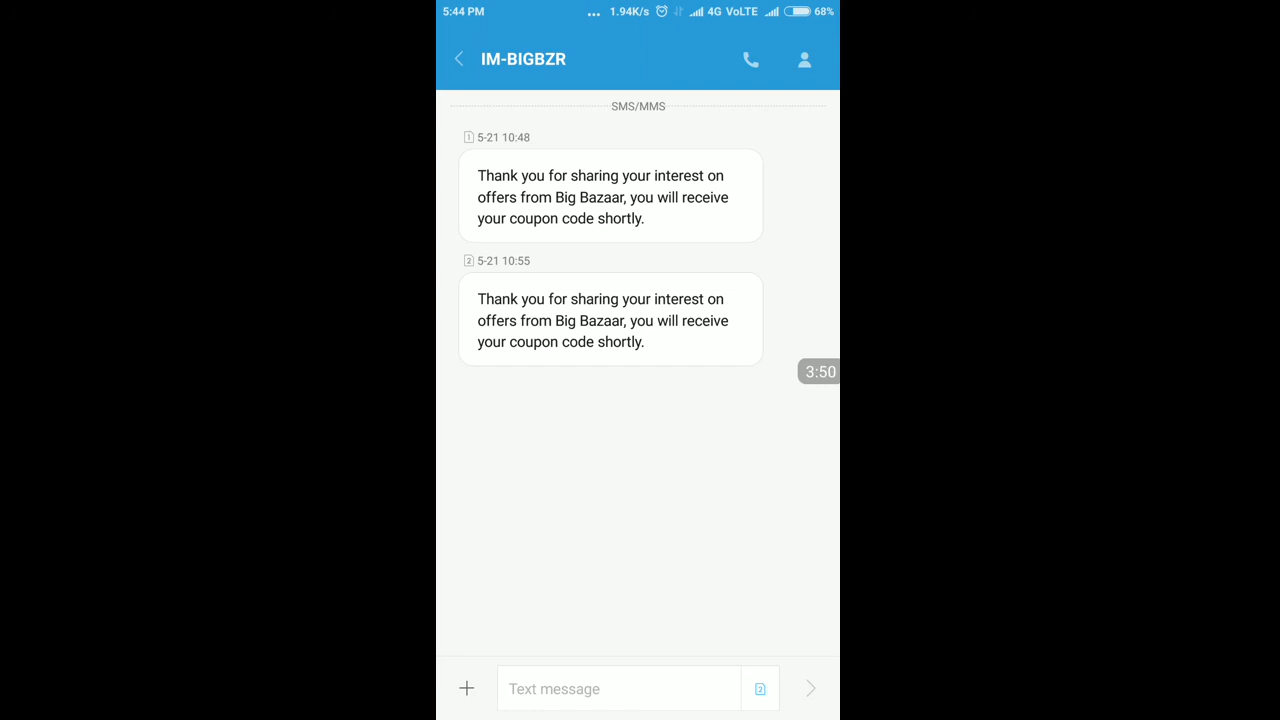 5:44 PM ... 1.94K/s 4G VoLTE 68%
IM-BIGBZR
SMS/MMS
1 5-21 10:48
Thank you for sharing your interest on
offers from Big Bazaar, you will receive
your coupon code shortly.
2 5-21 10:55
Thank you for sharing your interest on
offers from Big Bazaar, you will receive
your coupon code shortly.
3:50
Text message 2